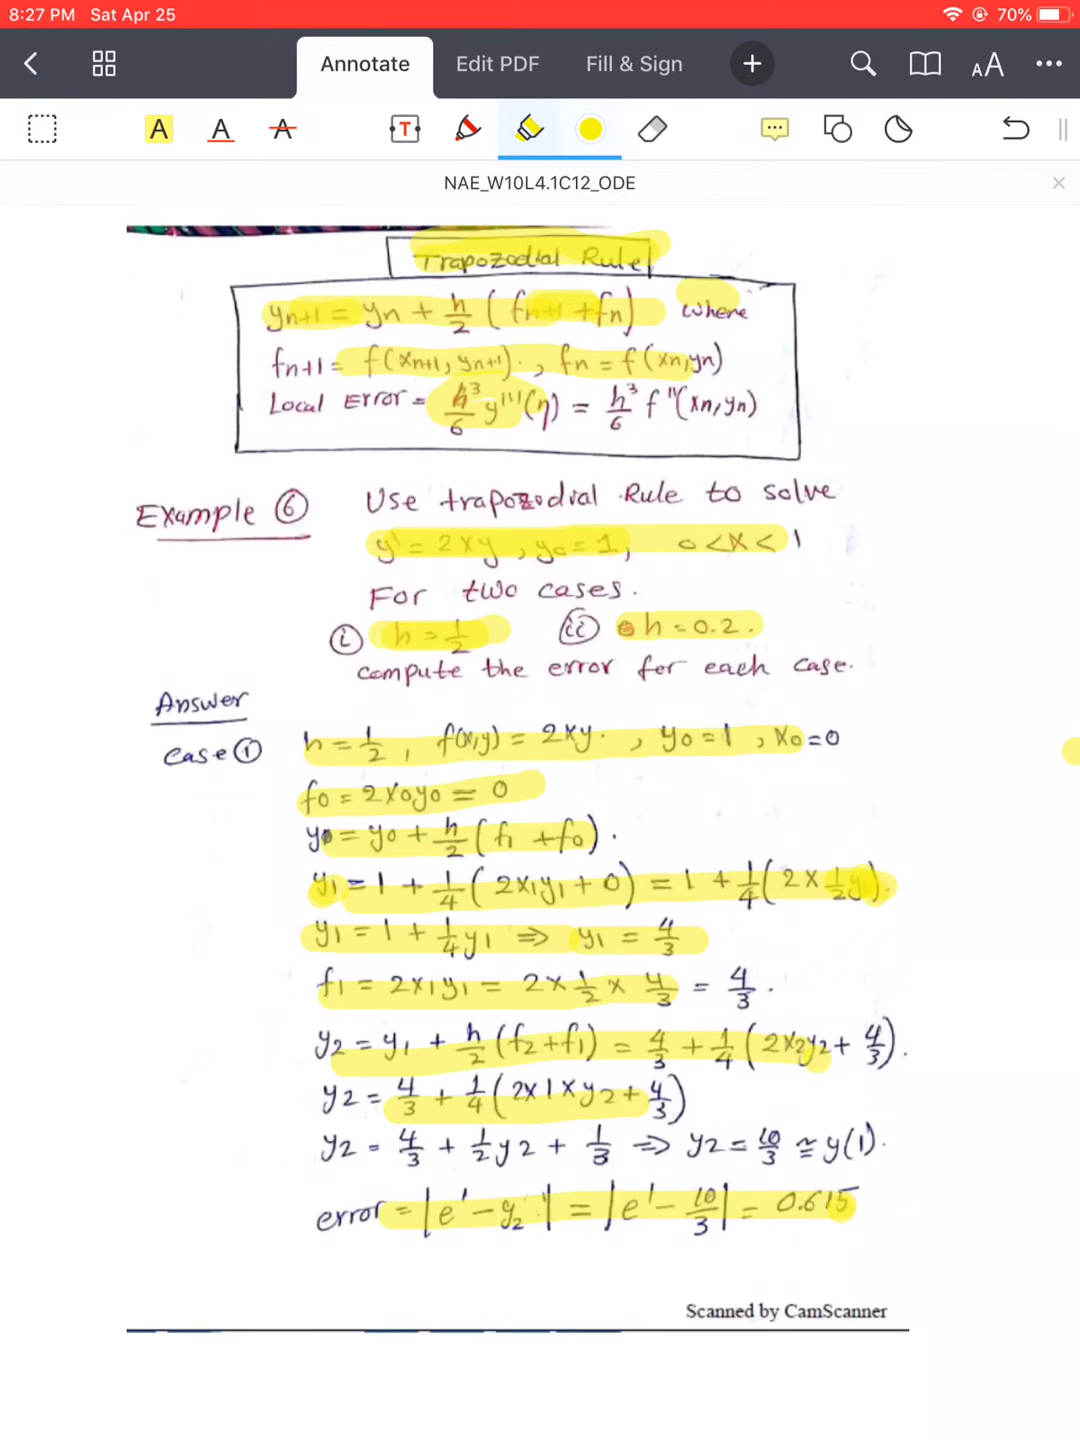 8:27 PM Sat Apr 25 70%
Annotate Edit PDF Fill & Sign + AA
A A A T
NAE_W10L4.1C12_ODE ×
Trapozodial Rule
yn+1 = yn + h/2 ( fn+1 + fn ) where
fn+1 = f(xn+1, yn+1) , fn = f(xn, yn)
Local Error = h³/6 y'''(η) = h³/6 f''(xn, yn)
Example ⑥ Use trapozodial Rule to solve
y' = 2xy , y0 = 1, 0<x<1
For two cases.
(i) h = 1/2 (ii) h = 0.2.
compute the error for each case.
Answer
case ① h = 1/2 , f(x,y) = 2xy. , y0 = 1 , x0 = 0
f0 = 2x0y0 = 0
= y0 + h/2 ( f1 + f0 ).
y1 = 1 + 1/4 ( 2x1y1 + 0 ) = 1 + 1/4 ( 2 × 1/2 y1 ).
y1 = 1 + 1/4 y1 ⇒ y1 = 4/3
f1 = 2x1y1 = 2 × 1/2 × 4/3 = 4/3 .
y2 = y1 + h/2 (f2 + f1) = 4/3 + 1/4 ( 2x2y2 + 4/3 ).
y2 = 4/3 + 1/4 ( 2×1×y2 + 4/3 )
y2 = 4/3 + 1/2 y2 + 1/3 ⇒ y2 = 10/3 ≅ y(1).
error = | e' - y2 | = | e' - 10/3 | = 0.615
Scanned by CamScanner